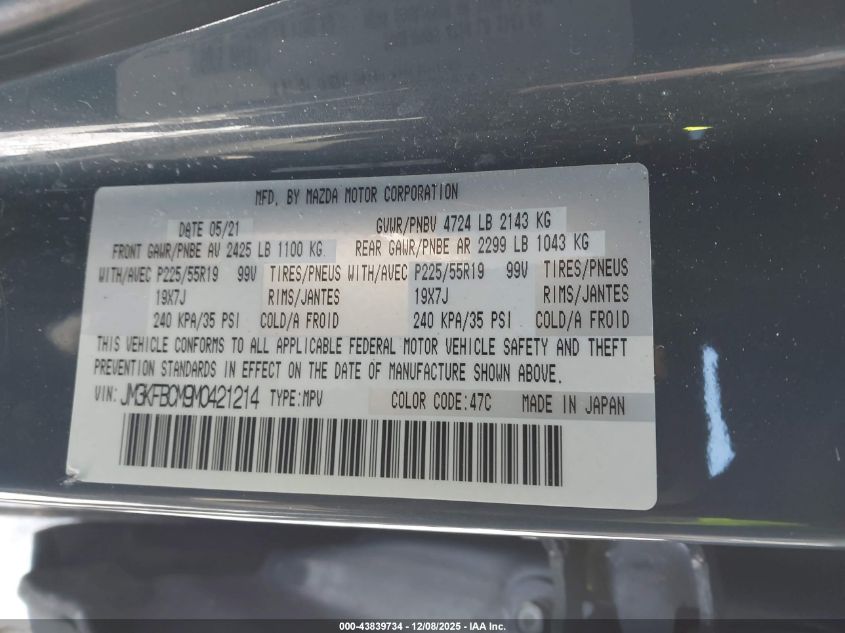 MFD. BY MAZDA MOTOR CORPORATION
DATE 05/21 GVWR/PNBV 4724 LB 2143 KG
FRONT GAWR/PNBE AV 2425 LB 1100 KG REAR GAWR/PNBE AR 2299 LB 1043 KG
WITH/AVEC P225/55R19 99V TIRES/PNEUS WITH/AVEC P225/55R19 99V TIRES/PNEUS
19X7J RIMS/JANTES 19X7J RIMS/JANTES
240 KPA/35 PSI COLD/A FROID 240 KPA/35 PSI COLD/A FROID
THIS VEHICLE CONFORMS TO ALL APPLICABLE FEDERAL MOTOR VEHICLE SAFETY AND THEFT
PREVENTION STANDARDS IN EFFECT ON THE DATE OF MANUFACTURE SHOWN ABOVE.
VIN: JM3KFBCM9M0421214 TYPE:MPV COLOR CODE:47C MADE IN JAPAN
000-43839734 - 12/08/2025 - IAA Inc.